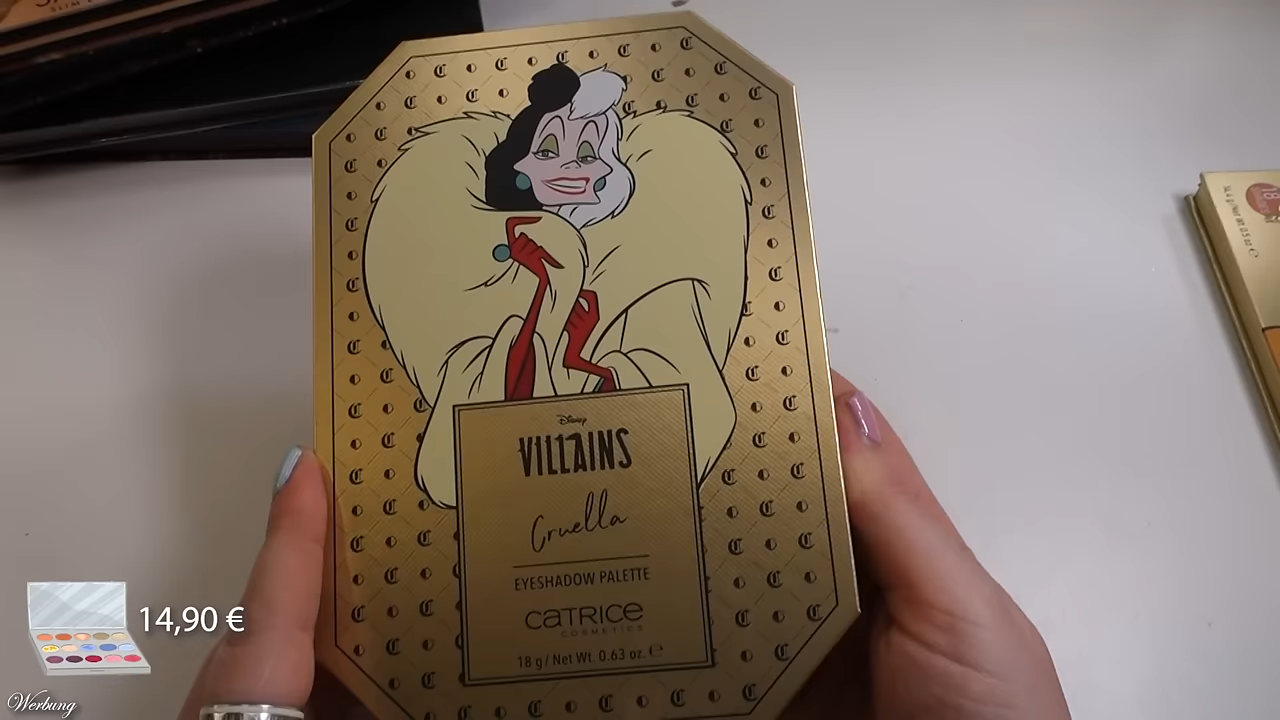 Disney
VILLAINS
Cruella
EYESHADOW PALETTE
CATRICE
COSMETICS
18 g / Net Wt. 0.63 oz. ℮
14,90 €
Werbung